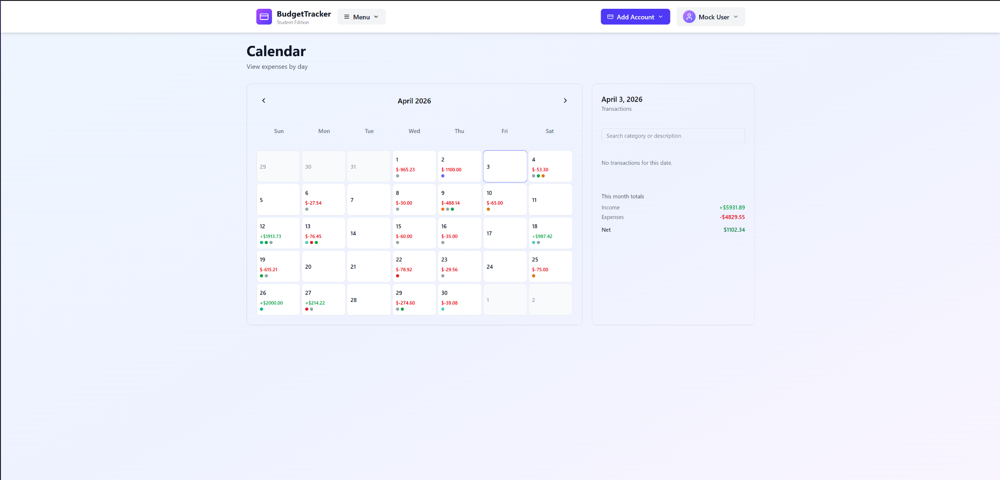 BudgetTracker
Student Edition
Menu
Add Account
Mock User
Calendar
View expenses by day
April 2026
Sun Mon Tue Wed Thu Fri Sat
29 30 31 1 2 3 4
$-965.23 $-1100.00 $-53.30
5 6 7 8 9 10 11
$-27.54 $-30.00 $-488.14 $-65.00
12 13 14 15 16 17 18
+$1913.73 $-76.45 $-60.00 $-35.00 +$987.42
19 20 21 22 23 24 25
$-615.21 $-78.92 $-29.56 $-75.00
26 27 28 29 30 1 2
+$2000.00 +$214.22 $-274.60 $-39.08
April 3, 2026
Transactions
Search category or description
No transactions for this date.
This month totals
Income +$5931.89
Expenses -$4829.55
Net $1102.34